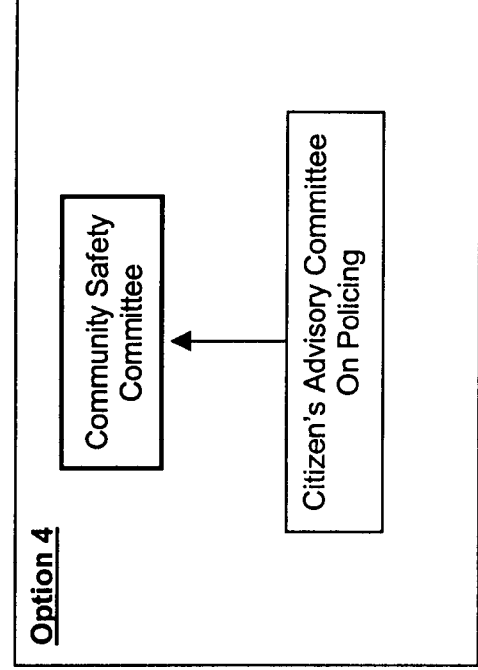 Option 4
Community Safety
Committee
Citizen's Advisory Committee
On Policing